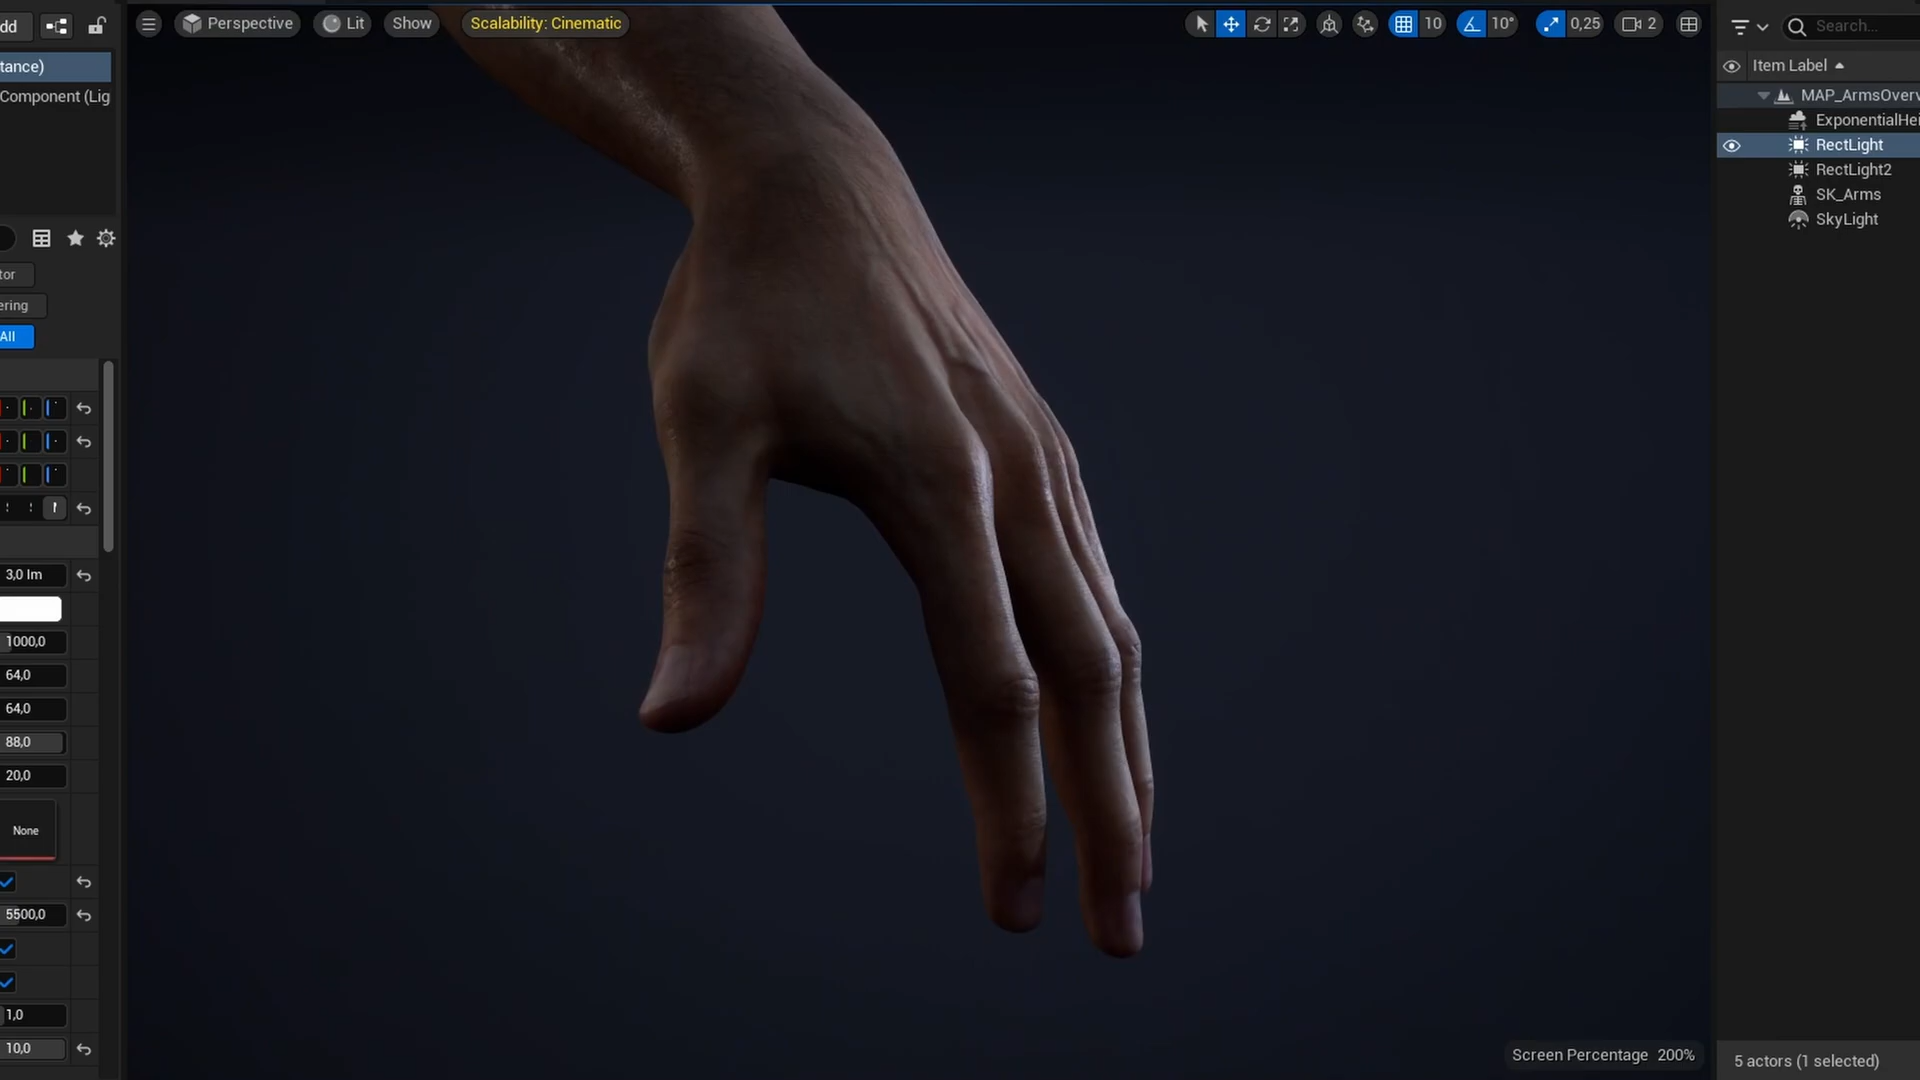 dd
Perspective
Lit
Show
Scalability: Cinematic
10
10°
0,25
2
Search...
tance)
Component (Lig
Item Label
MAP_ArmsOverv
ExponentialHei
RectLight
RectLight2
SK_Arms
SkyLight
tor
ering
All
3,0 lm
1000,0
64,0
64,0
88,0
20,0
None
5500,0
1,0
10,0
Screen Percentage 200%
5 actors (1 selected)